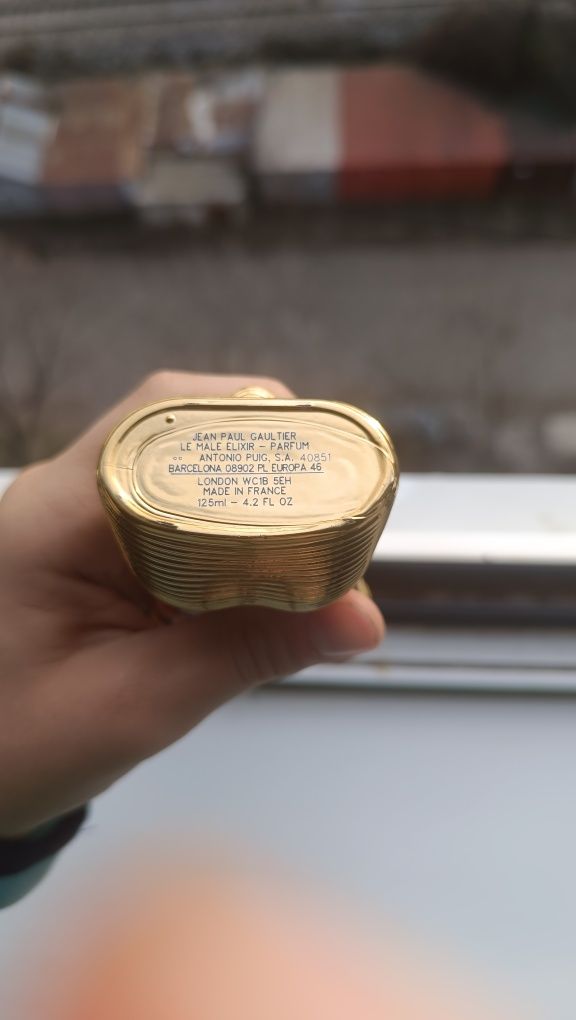 JEAN PAUL GAULTIER
LE MALE ELIXIR - PARFUM
ANTONIO PUIG, S.A. 40851
BARCELONA 08902 PL EUROPA 46
LONDON WC1B 5EH
MADE IN FRANCE
125ml - 4.2 FL OZ